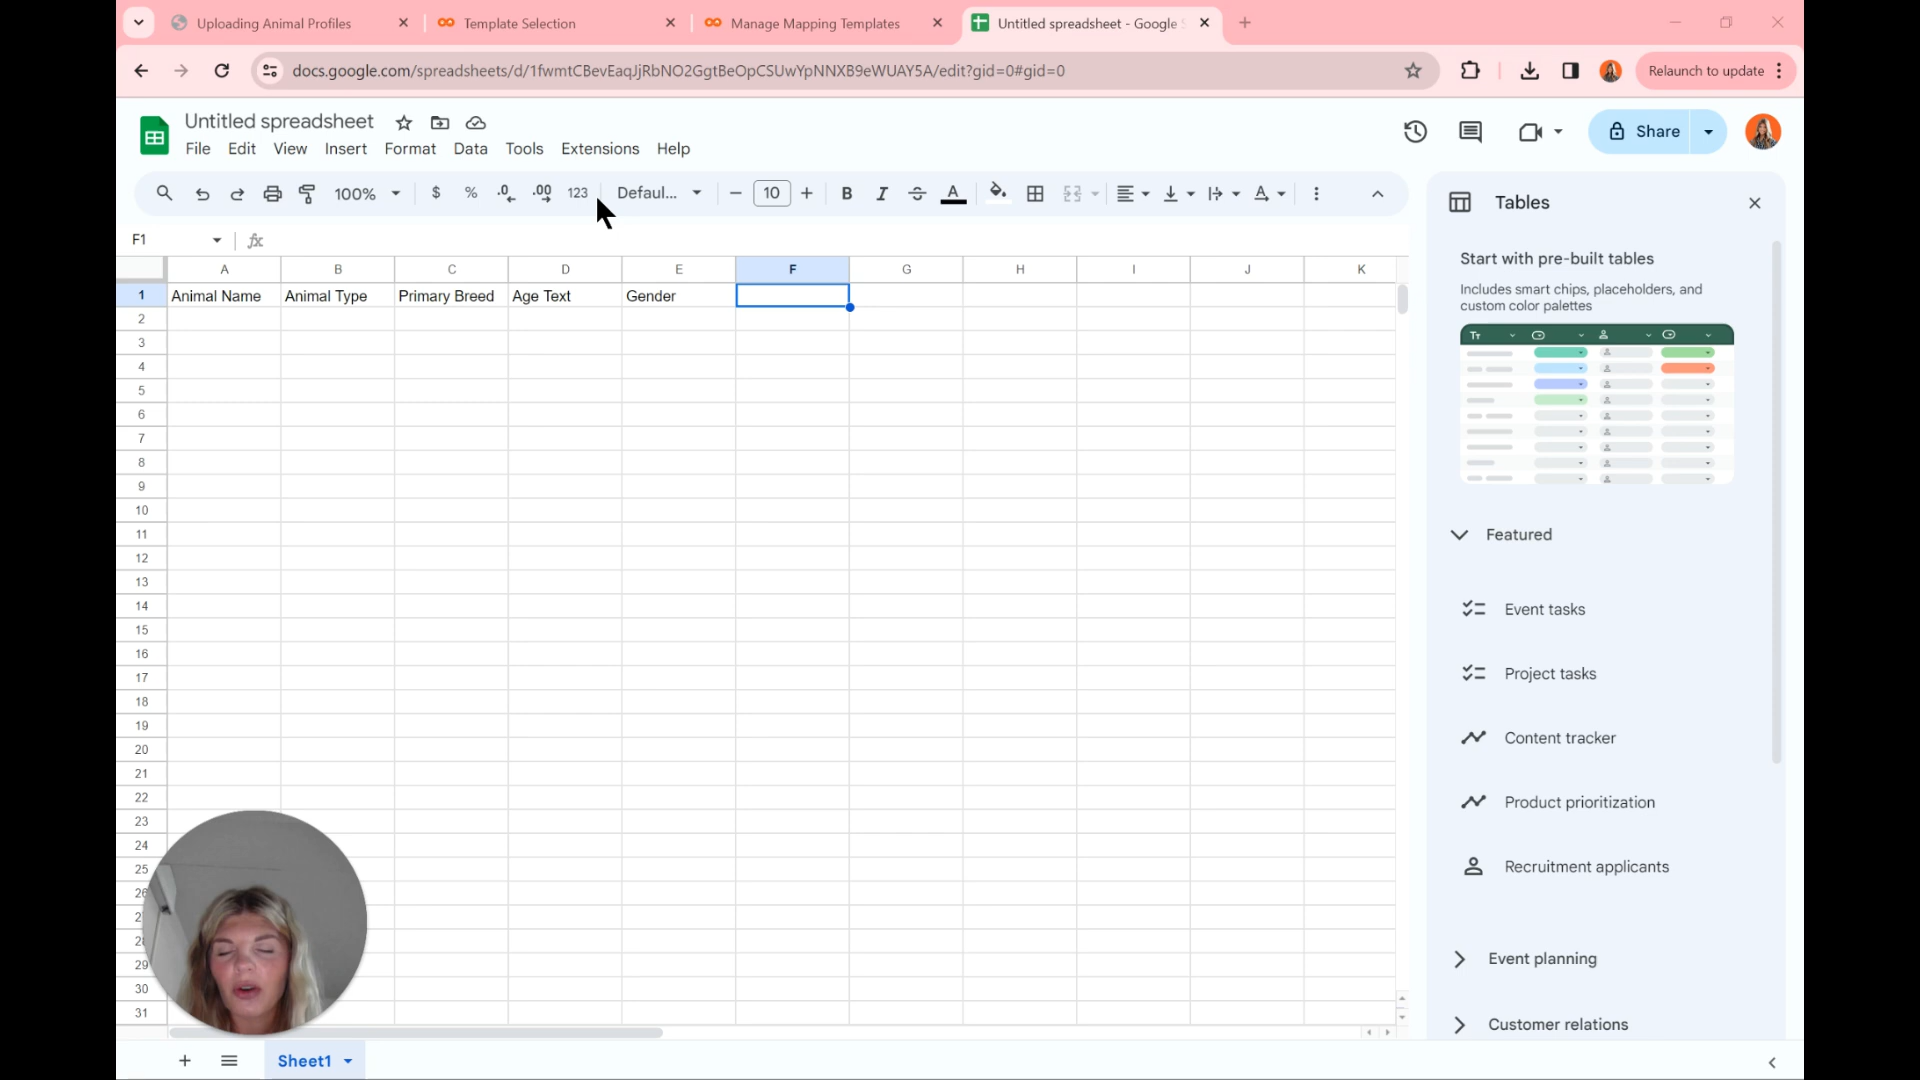 Uploading Animal Profiles
Template Selection
Manage Mapping Templates
Untitled spreadsheet - Google S
docs.google.com/spreadsheets/d/1fwmtCBevEaqJjRbNO2GgtBeOpCSUwYpNNXB9eWUAY5A/edit?gid=0#gid=0
Relaunch to update
Untitled spreadsheet
File Edit View Insert Format Data Tools Extensions Help
Share
100% $ % .0 .00 123 Defaul... 10 B I S A
F1 fx
A B C D E F G H I J K
1 Animal Name Animal Type Primary Breed Age Text Gender
2
3
4
5
6
7
8
9
10
11
12
13
14
15
16
17
18
19
20
21
22
23
24
25
26
2
28
29
30
31
Sheet1
Tables
Start with pre-built tables
Includes smart chips, placeholders, and
custom color palettes
Tт
Featured
Event tasks
Project tasks
Content tracker
Product prioritization
Recruitment applicants
Event planning
Customer relations